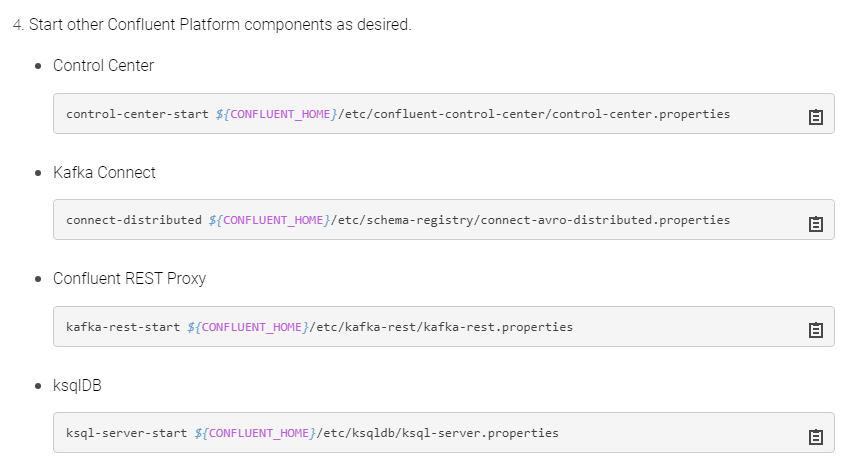 4. Start other Confluent Platform components as desired.
• Control Center
control-center-start ${CONFLUENT_HOME}/etc/confluent-control-center/control-center.properties
• Kafka Connect
connect-distributed ${CONFLUENT_HOME}/etc/schema-registry/connect-avro-distributed.properties
• Confluent REST Proxy
kafka-rest-start ${CONFLUENT_HOME}/etc/kafka-rest/kafka-rest.properties
• ksqlDB
ksql-server-start ${CONFLUENT_HOME}/etc/ksqldb/ksql-server.properties